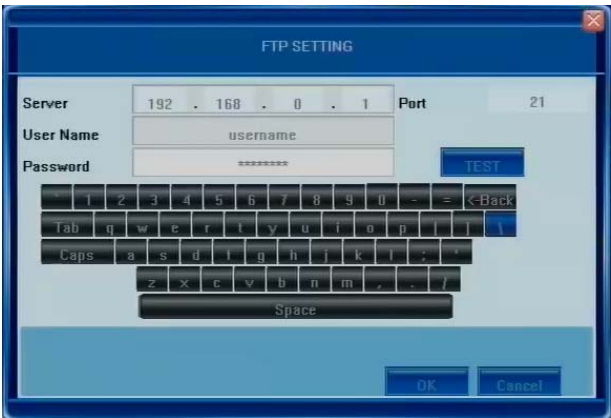 FTP SETTING
Server 192 . 168 . 0 . 1 Port 21
User Name username
Password ********
TEST
` 1 2 3 4 5 6 7 8 9 0 - = <-Back
Tab q w e r t y u i o p [ ] \
Caps a s d f g h j k l ; '
z x c v b n m , . /
Space
OK Cancel